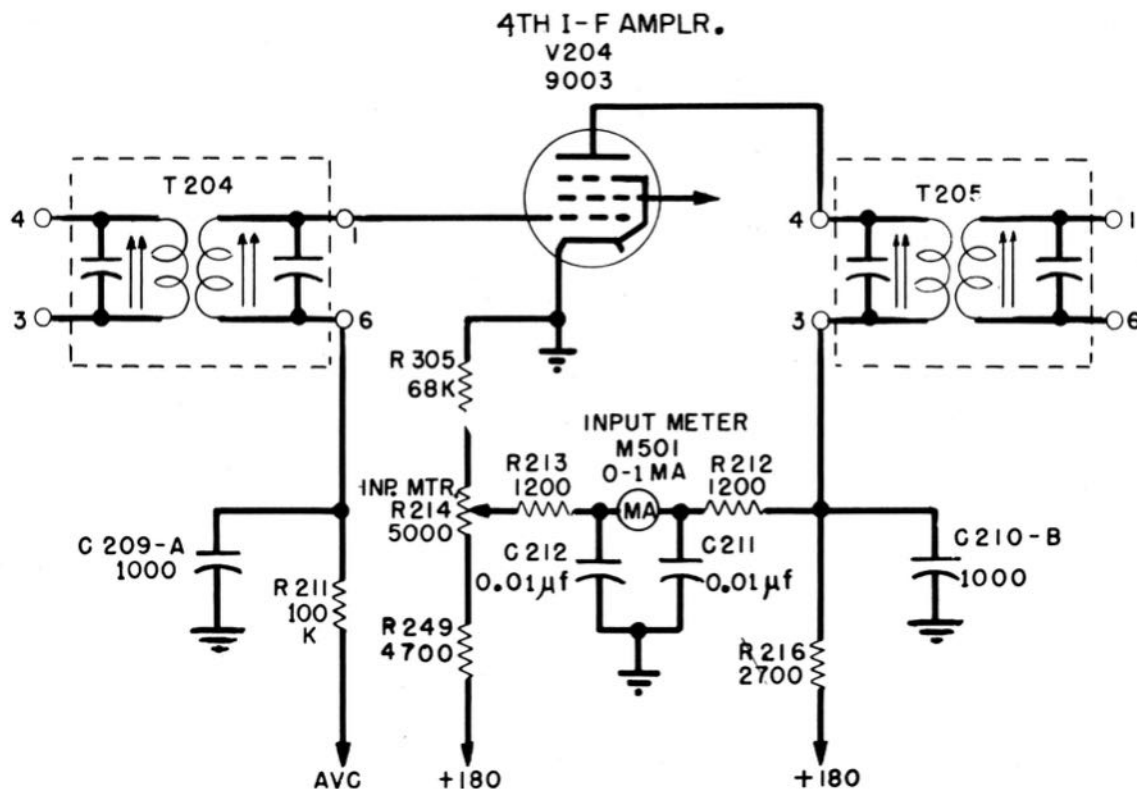 4TH I-F AMPLR.
V204
9003
T204
T205
4
1
4
1
3
6
3
6
R305
68K
INPUT METER
M501
0-1MA
R213
1200
R212
1200
INP. MTR.
R214
5000
MA
C209-A
1000
C212
0.01µf
C211
0.01µf
C210-B
1000
R211
100
K
R249
4700
R216
2700
AVC
+180
+180